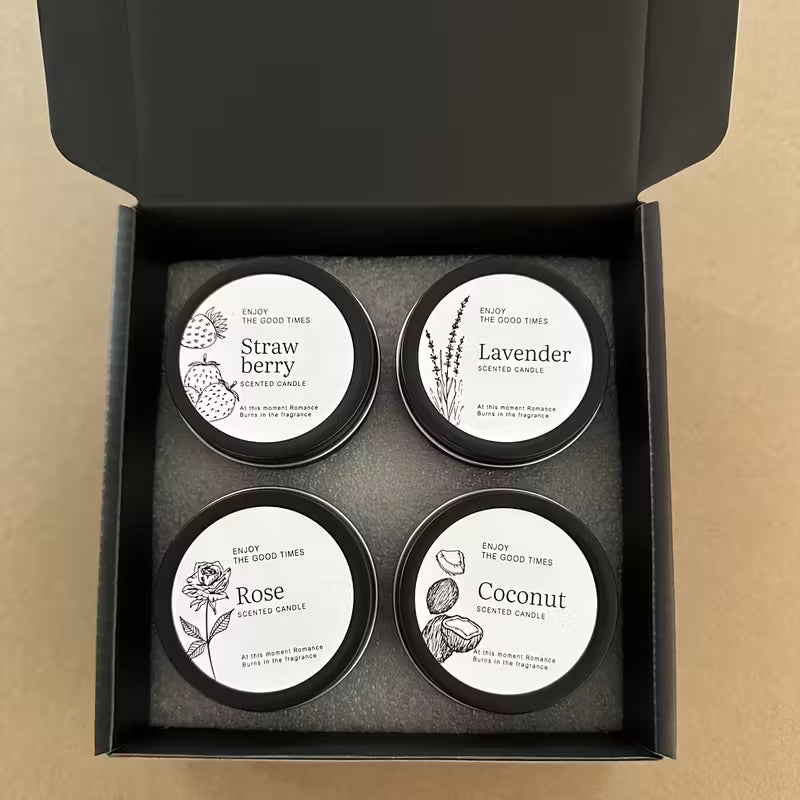 ENJOY
THE GOOD TIMES
Straw
berry
SCENTED CANDLE
At this moment Romance
Burns in the fragrance
ENJOY
THE GOOD TIMES
Lavender
SCENTED CANDLE
At this moment Romance
Burns in the fragrance
ENJOY
THE GOOD TIMES
Rose
SCENTED CANDLE
At this moment Romance
Burns in the fragrance
ENJOY
THE GOOD TIMES
Coconut
SCENTED CANDLE
At this moment Romance
Burns in the fragrance